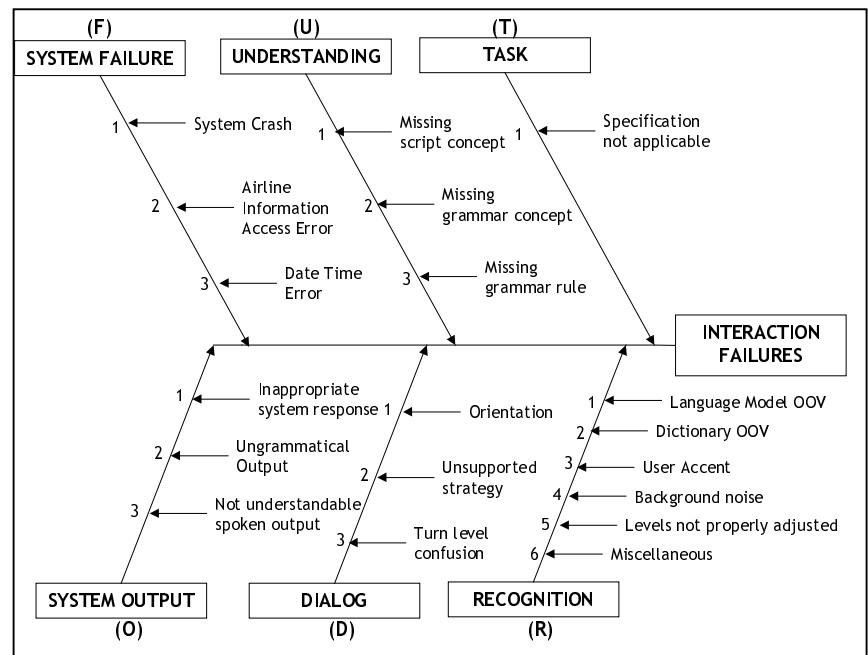 (F)
(U)
(T)
SYSTEM FAILURE
UNDERSTANDING
TASK
1
System Crash
2
Airline
Information
Access Error
3
Date Time
Error
1
Missing
script concept
2
Missing
grammar concept
3
Missing
grammar rule
1
Specification
not applicable
INTERACTION
FAILURES
1
Inappropriate
system response
2
Ungrammatical
Output
3
Not understandable
spoken output
1
Orientation
2
Unsupported
strategy
3
Turn level
confusion
1
Language Model OOV
2
Dictionary OOV
3
User Accent
4
Background noise
5
Levels not properly adjusted
6
Miscellaneous
SYSTEM OUTPUT
DIALOG
RECOGNITION
(O)
(D)
(R)